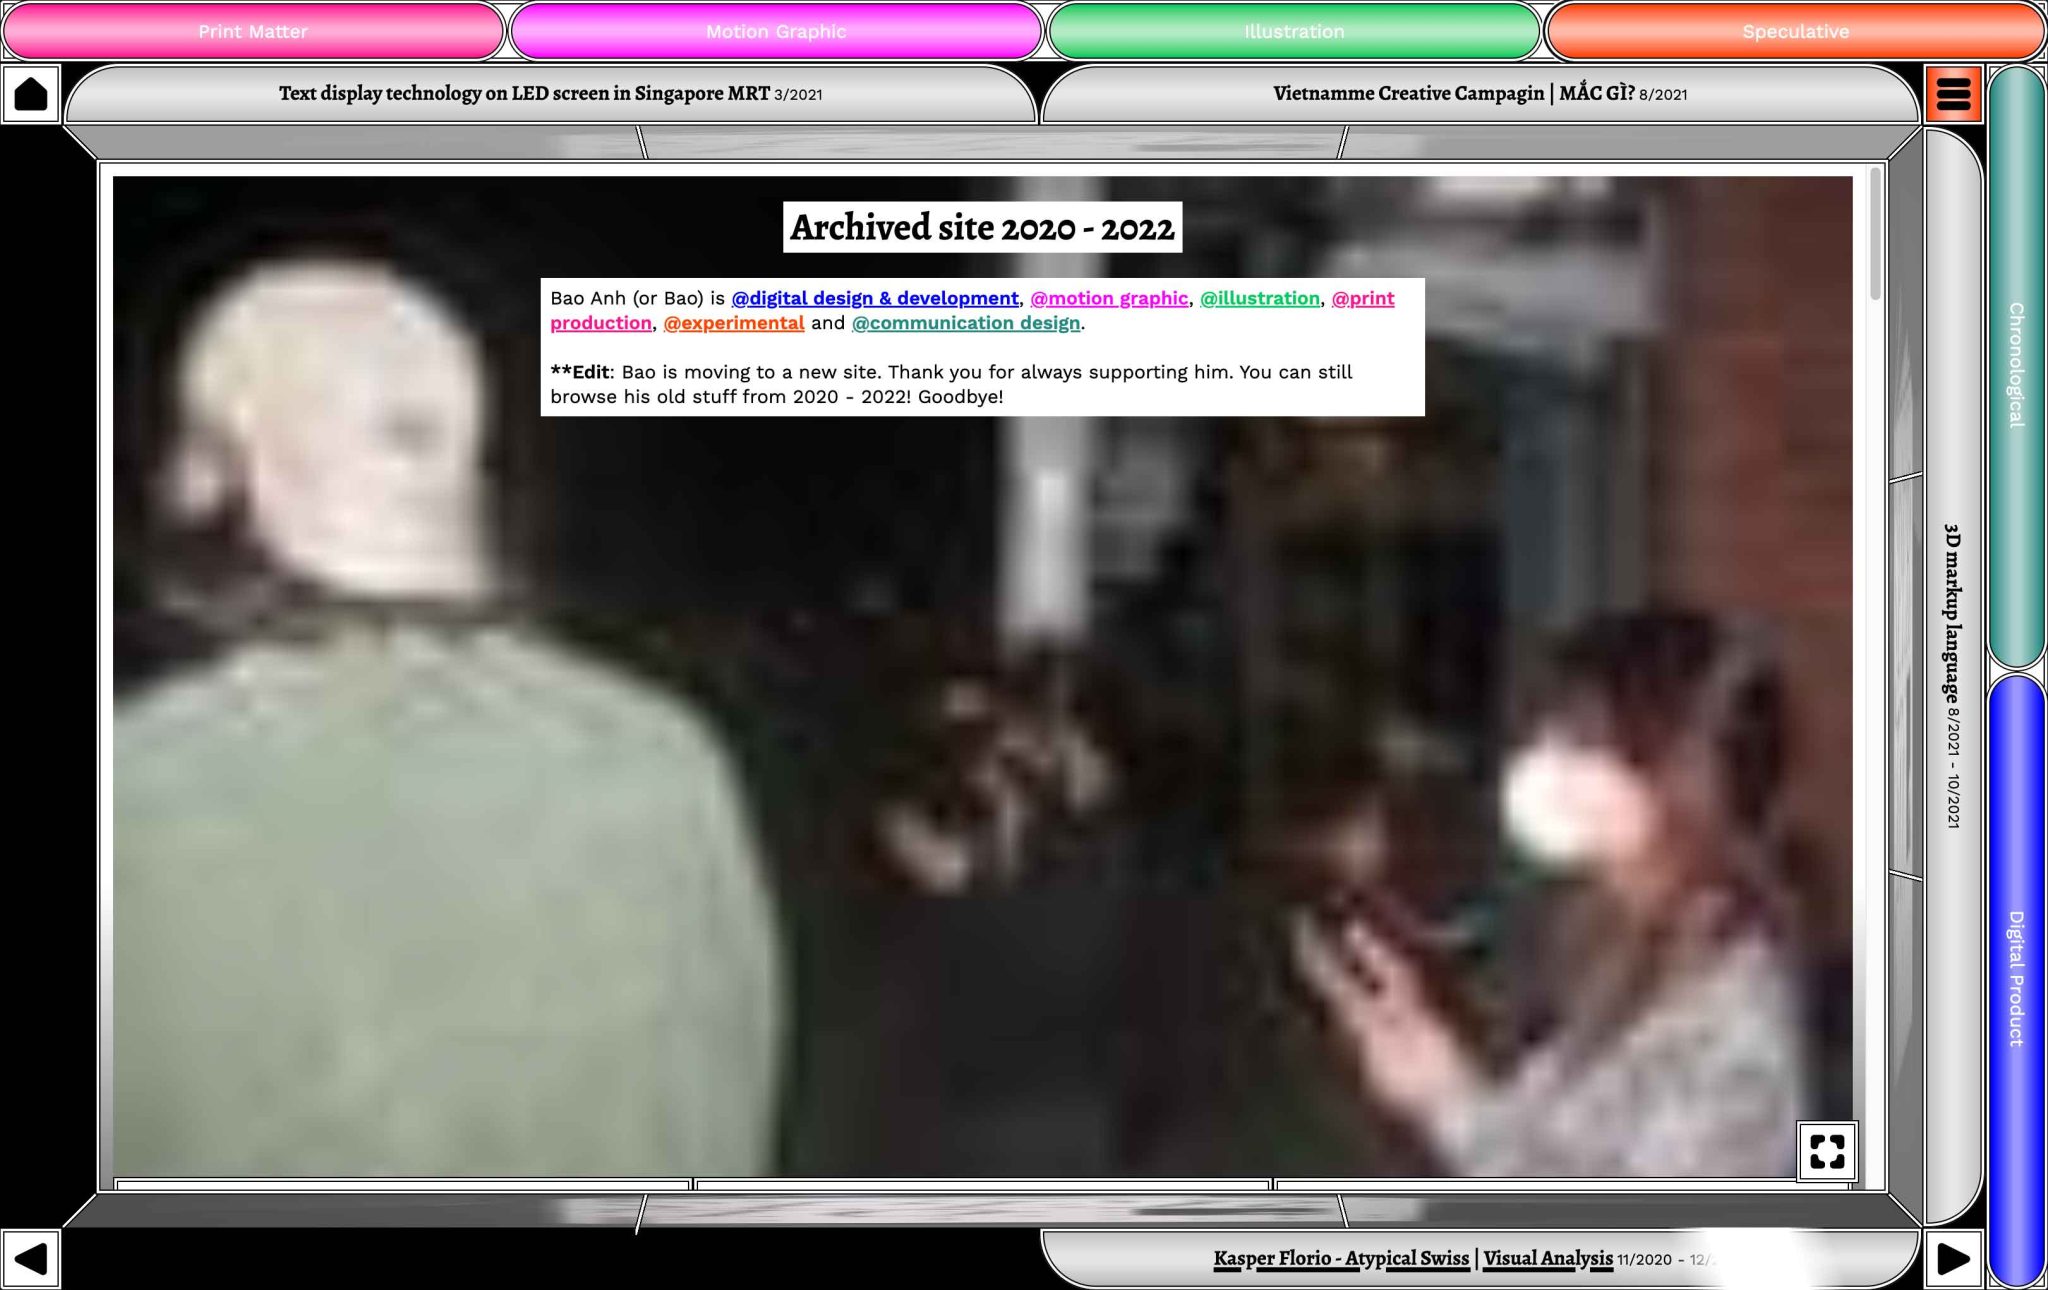 Print Matter
Motion Graphic
Illustration
Speculative
Text display technology on LED screen in Singapore MRT 3/2021
Vietnamme Creative Campagin | MẮC GÌ? 8/2021
Archived site 2020 - 2022
Bao Anh (or Bao) is @digital design & development, @motion graphic, @illustration, @print
production, @experimental and @communication design.
**Edit: Bao is moving to a new site. Thank you for always supporting him. You can still
browse his old stuff from 2020 - 2022! Goodbye!
3D markup language 8/2021 - 10/2021
Chronological
Digital Product
Kasper Florio - Atypical Swiss | Visual Analysis 11/2020 - 12/